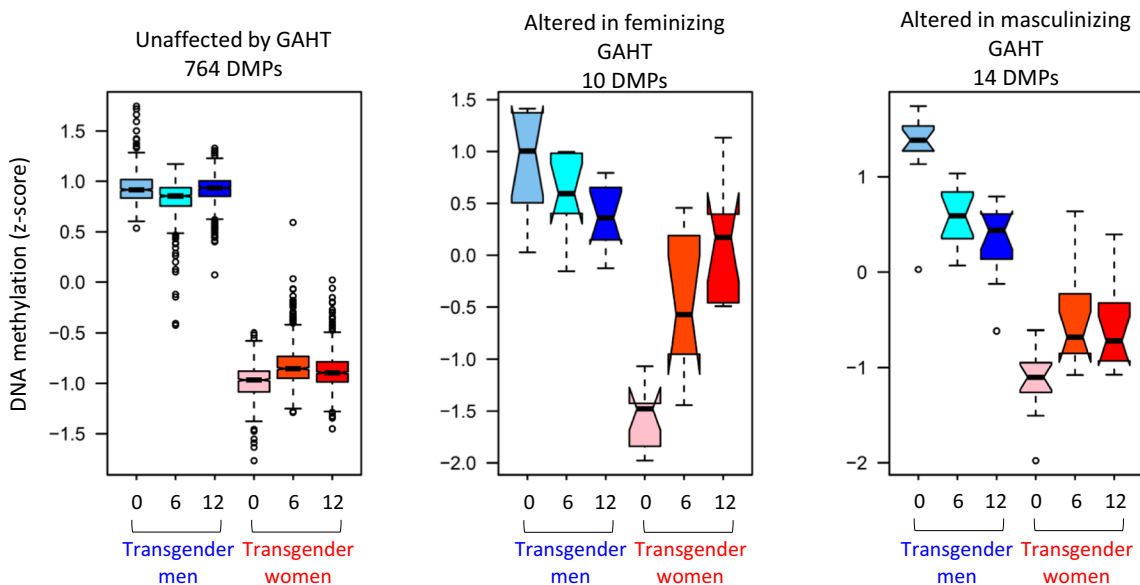 Unaffected by GAHT
764 DMPs
Altered in feminizing
GAHT
10 DMPs
Altered in masculinizing
GAHT
14 DMPs
DNA methylation (z-score)
1.5
1.0
0.5
0.0
−0.5
−1.0
−1.5
0 6 12 0 6 12
Transgender Transgender
men women
1.5
1.0
0.5
0.0
−0.5
−1.0
−1.5
−2.0
0 6 12 0 6 12
Transgender Transgender
men women
1
0
−1
−2
0 6 12 0 6 12
Transgender Transgender
men women